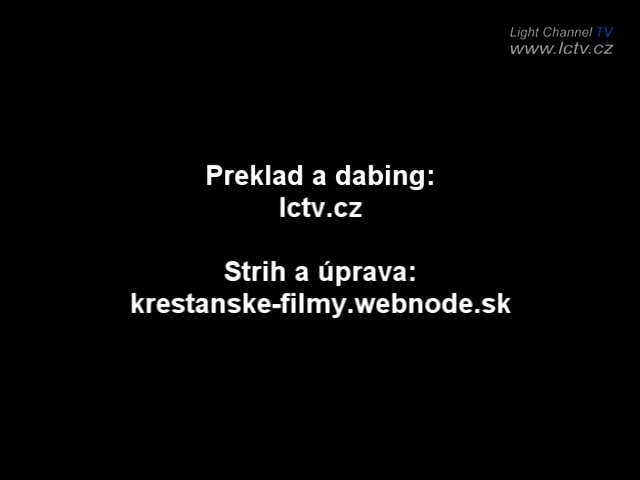 Light Channel TV
www.lctv.cz
Preklad a dabing:
lctv.cz
Strih a úprava:
krestanske-filmy.webnode.sk